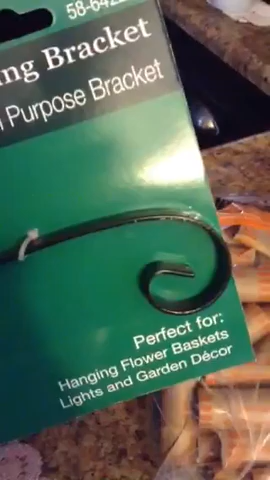 58-642
ng Bracket
Purpose Bracket
Perfect for:
Hanging Flower Baskets
Lights and Garden Décor